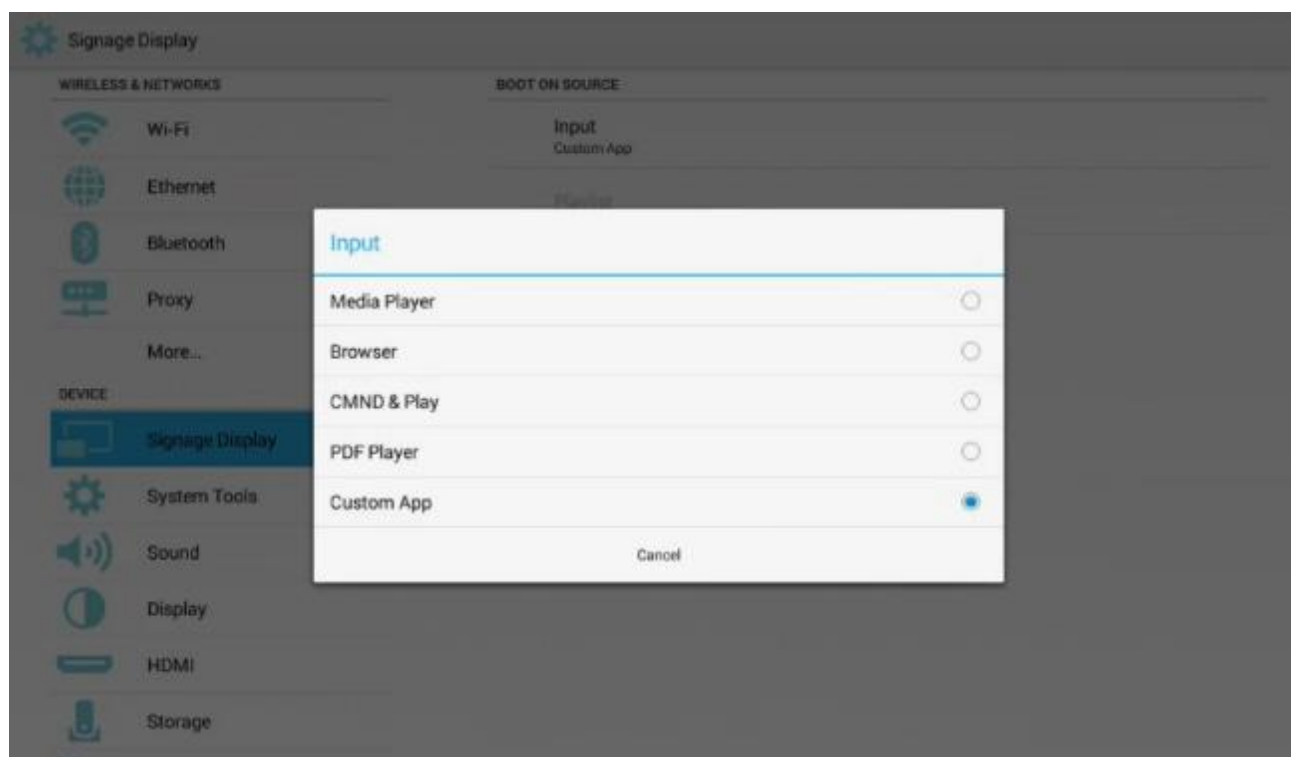 Signage Display
WIRELESS & NETWORKS
Wi-Fi
Ethernet
Bluetooth
Proxy
More...
DEVICE
Signage Display
System Tools
Sound
Display
HDMI
Storage
BOOT ON SOURCE
Input
Custom App
Playlist
Input
Media Player
Browser
CMND & Play
PDF Player
Custom App
Cancel